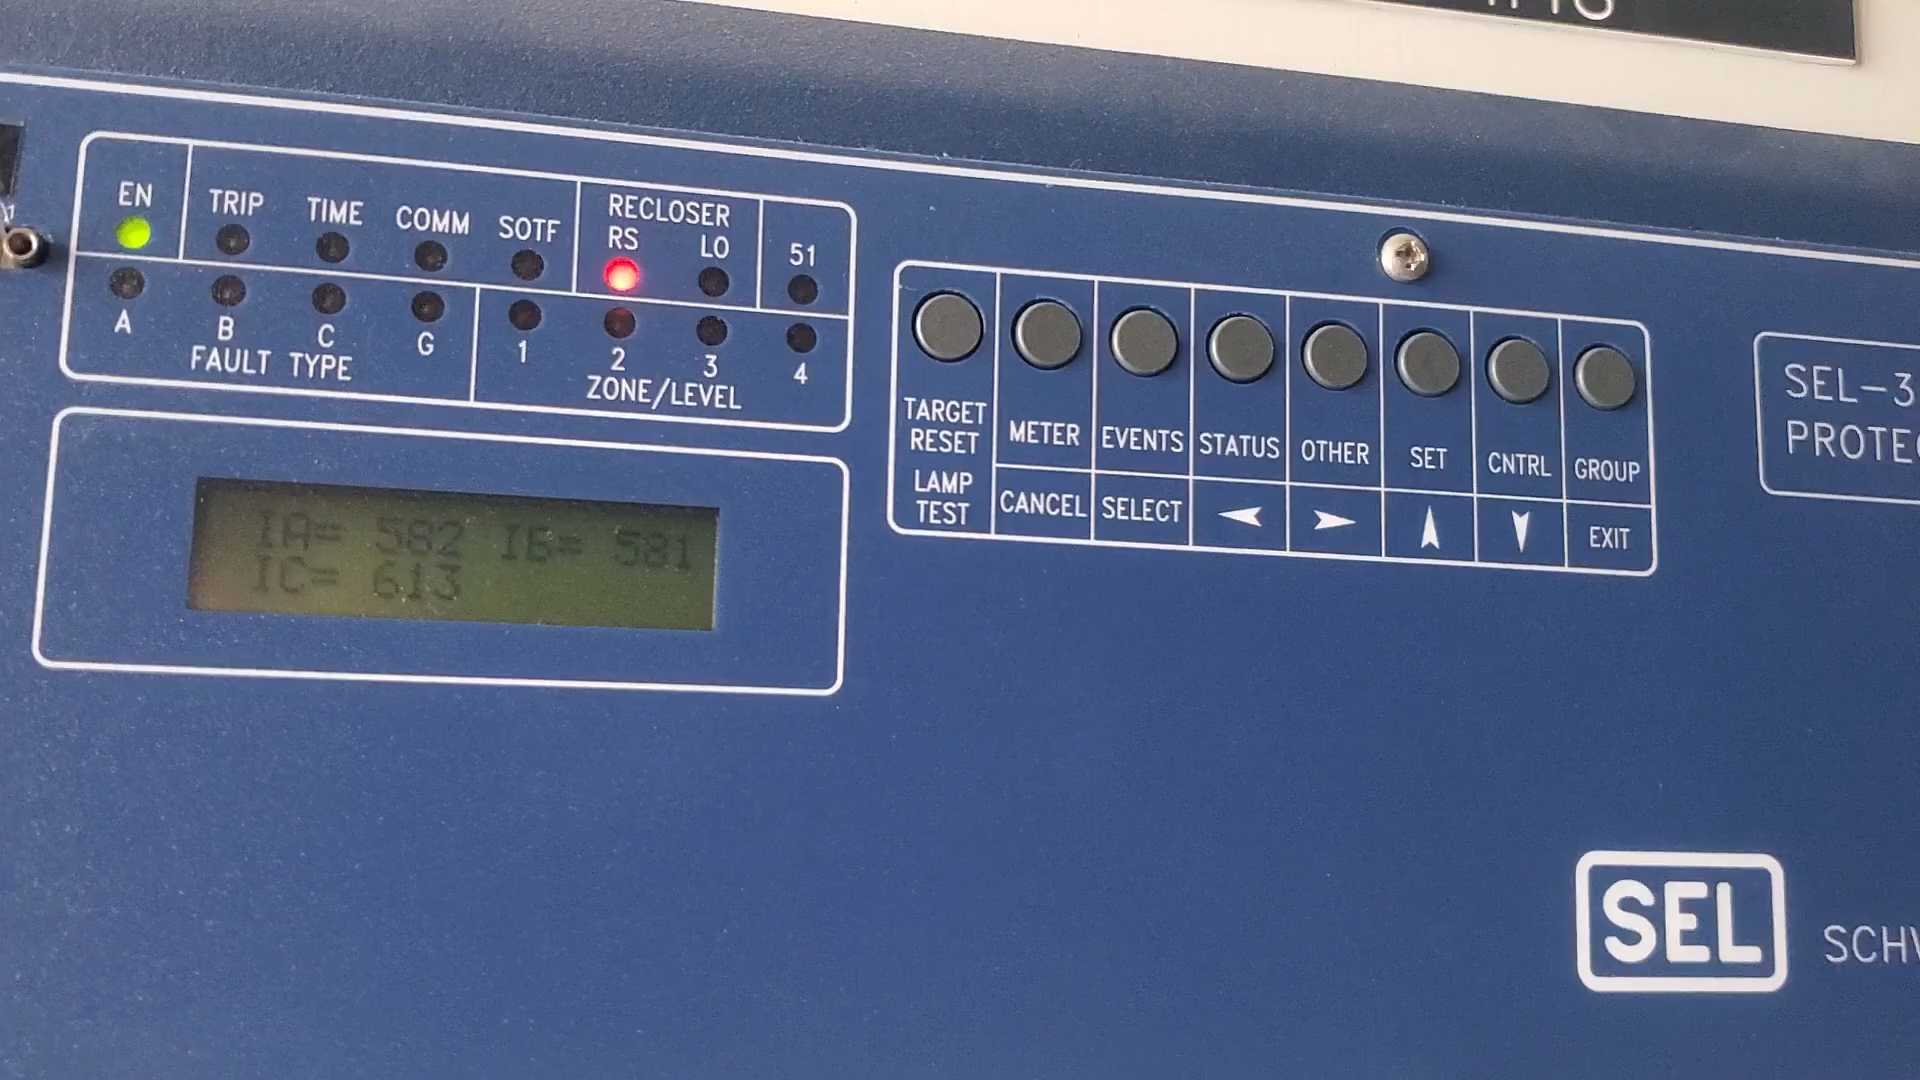 EN
TRIP TIME COMM SOTF
RECLOSER
RS LO
51
A B C G
FAULT TYPE
1 2 3 4
ZONE/LEVEL
IA= 582 IB= 581
IC= 613
TARGET
RESET
METER EVENTS STATUS OTHER SET CNTRL GROUP
LAMP
TEST
CANCEL SELECT EXIT
SEL-3
PROTEC
SEL
SCHW